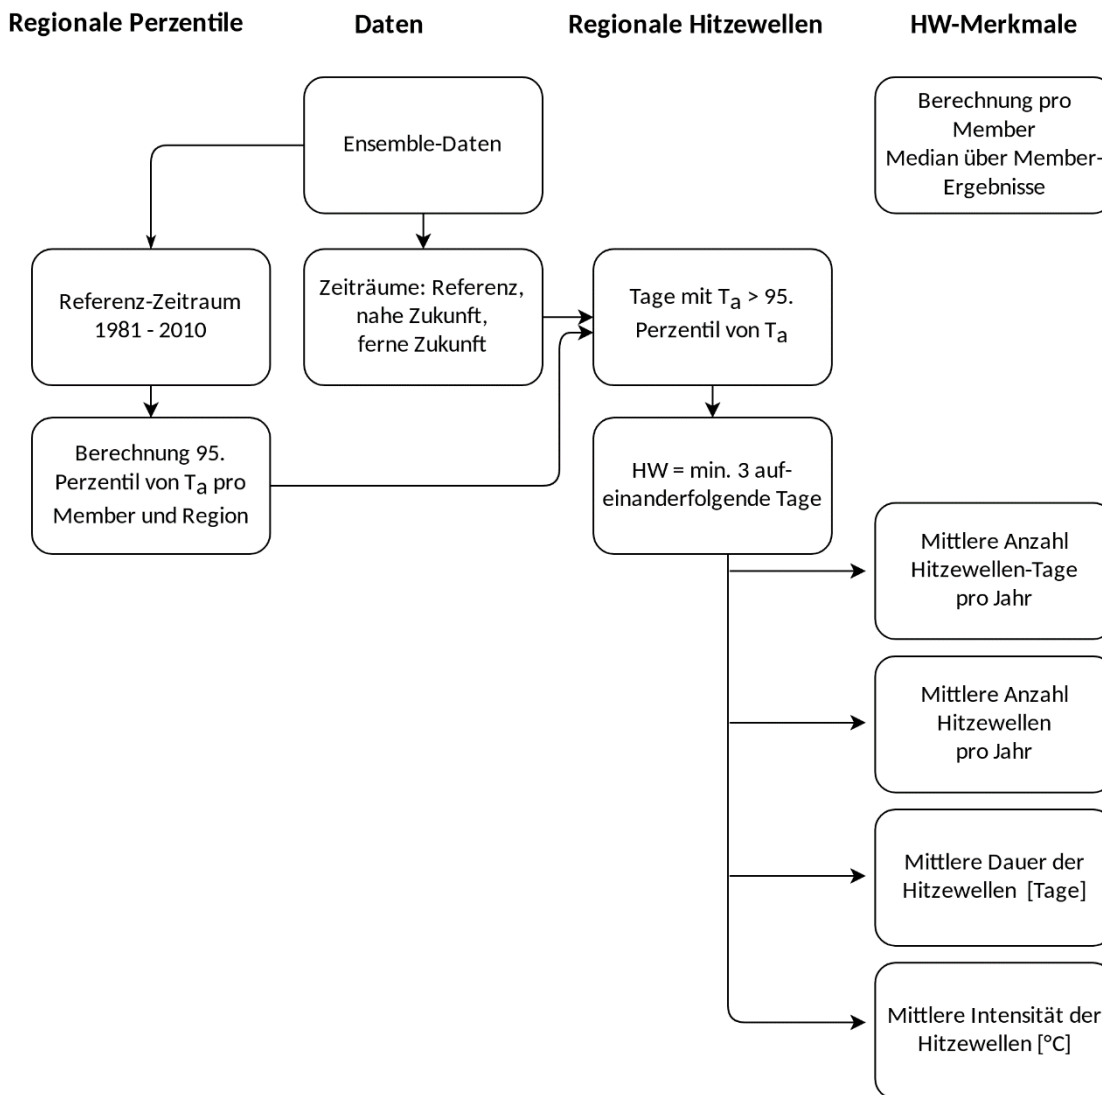 Regionale Perzentile
Daten
Regionale Hitzewellen
HW-Merkmale
Ensemble-Daten
Berechnung pro
Member
Median über Member-
Ergebnisse
Referenz-Zeitraum
1981 - 2010
Zeiträume: Referenz,
nahe Zukunft,
ferne Zukunft
Tage mit Ta > 95.
Perzentil von Ta
Berechnung 95.
Perzentil von Ta pro
Member und Region
HW = min. 3 auf-
einanderfolgende Tage
Mittlere Anzahl
Hitzewellen-Tage
pro Jahr
Mittlere Anzahl
Hitzewellen
pro Jahr
Mittlere Dauer der
Hitzewellen [Tage]
Mittlere Intensität der
Hitzewellen [°C]